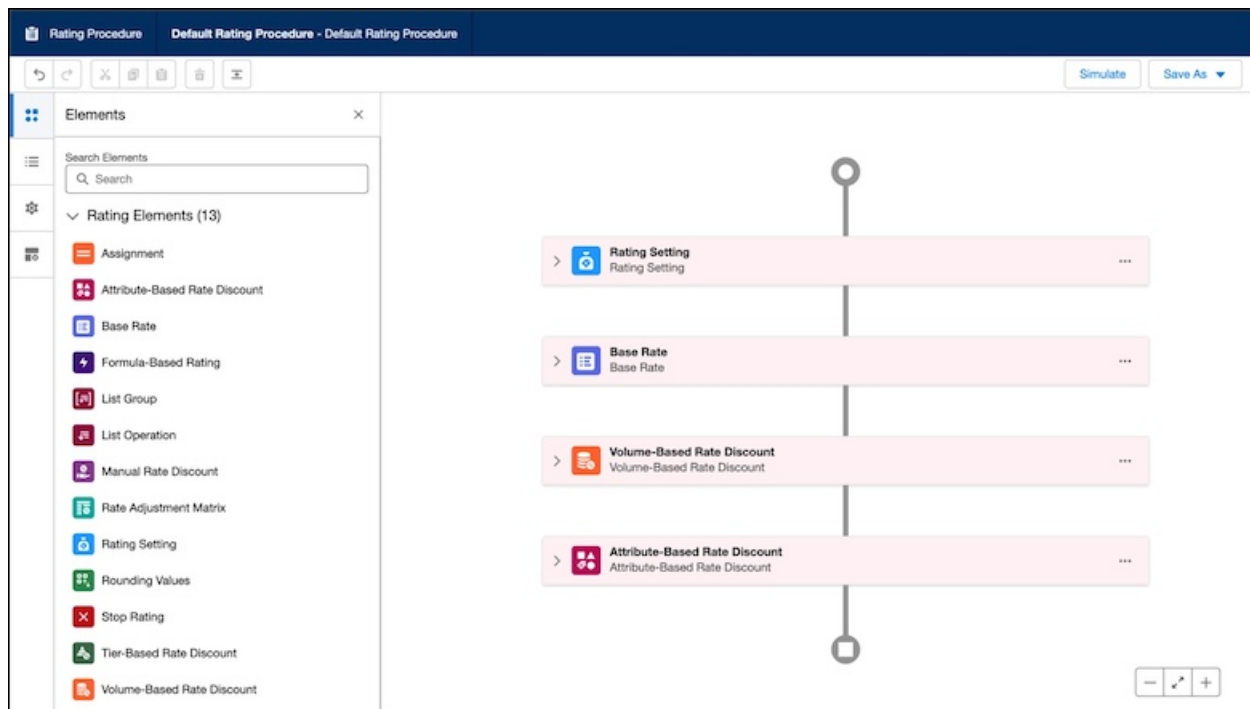 Rating Procedure
Default Rating Procedure - Default Rating Procedure
Simulate
Save As
Elements
Search Elements
Search
Rating Elements (13)
Assignment
Attribute-Based Rate Discount
Base Rate
Formula-Based Rating
List Group
List Operation
Manual Rate Discount
Rate Adjustment Matrix
Rating Setting
Rounding Values
Stop Rating
Tier-Based Rate Discount
Volume-Based Rate Discount
Rating Setting
Rating Setting
Base Rate
Base Rate
Volume-Based Rate Discount
Volume-Based Rate Discount
Attribute-Based Rate Discount
Attribute-Based Rate Discount